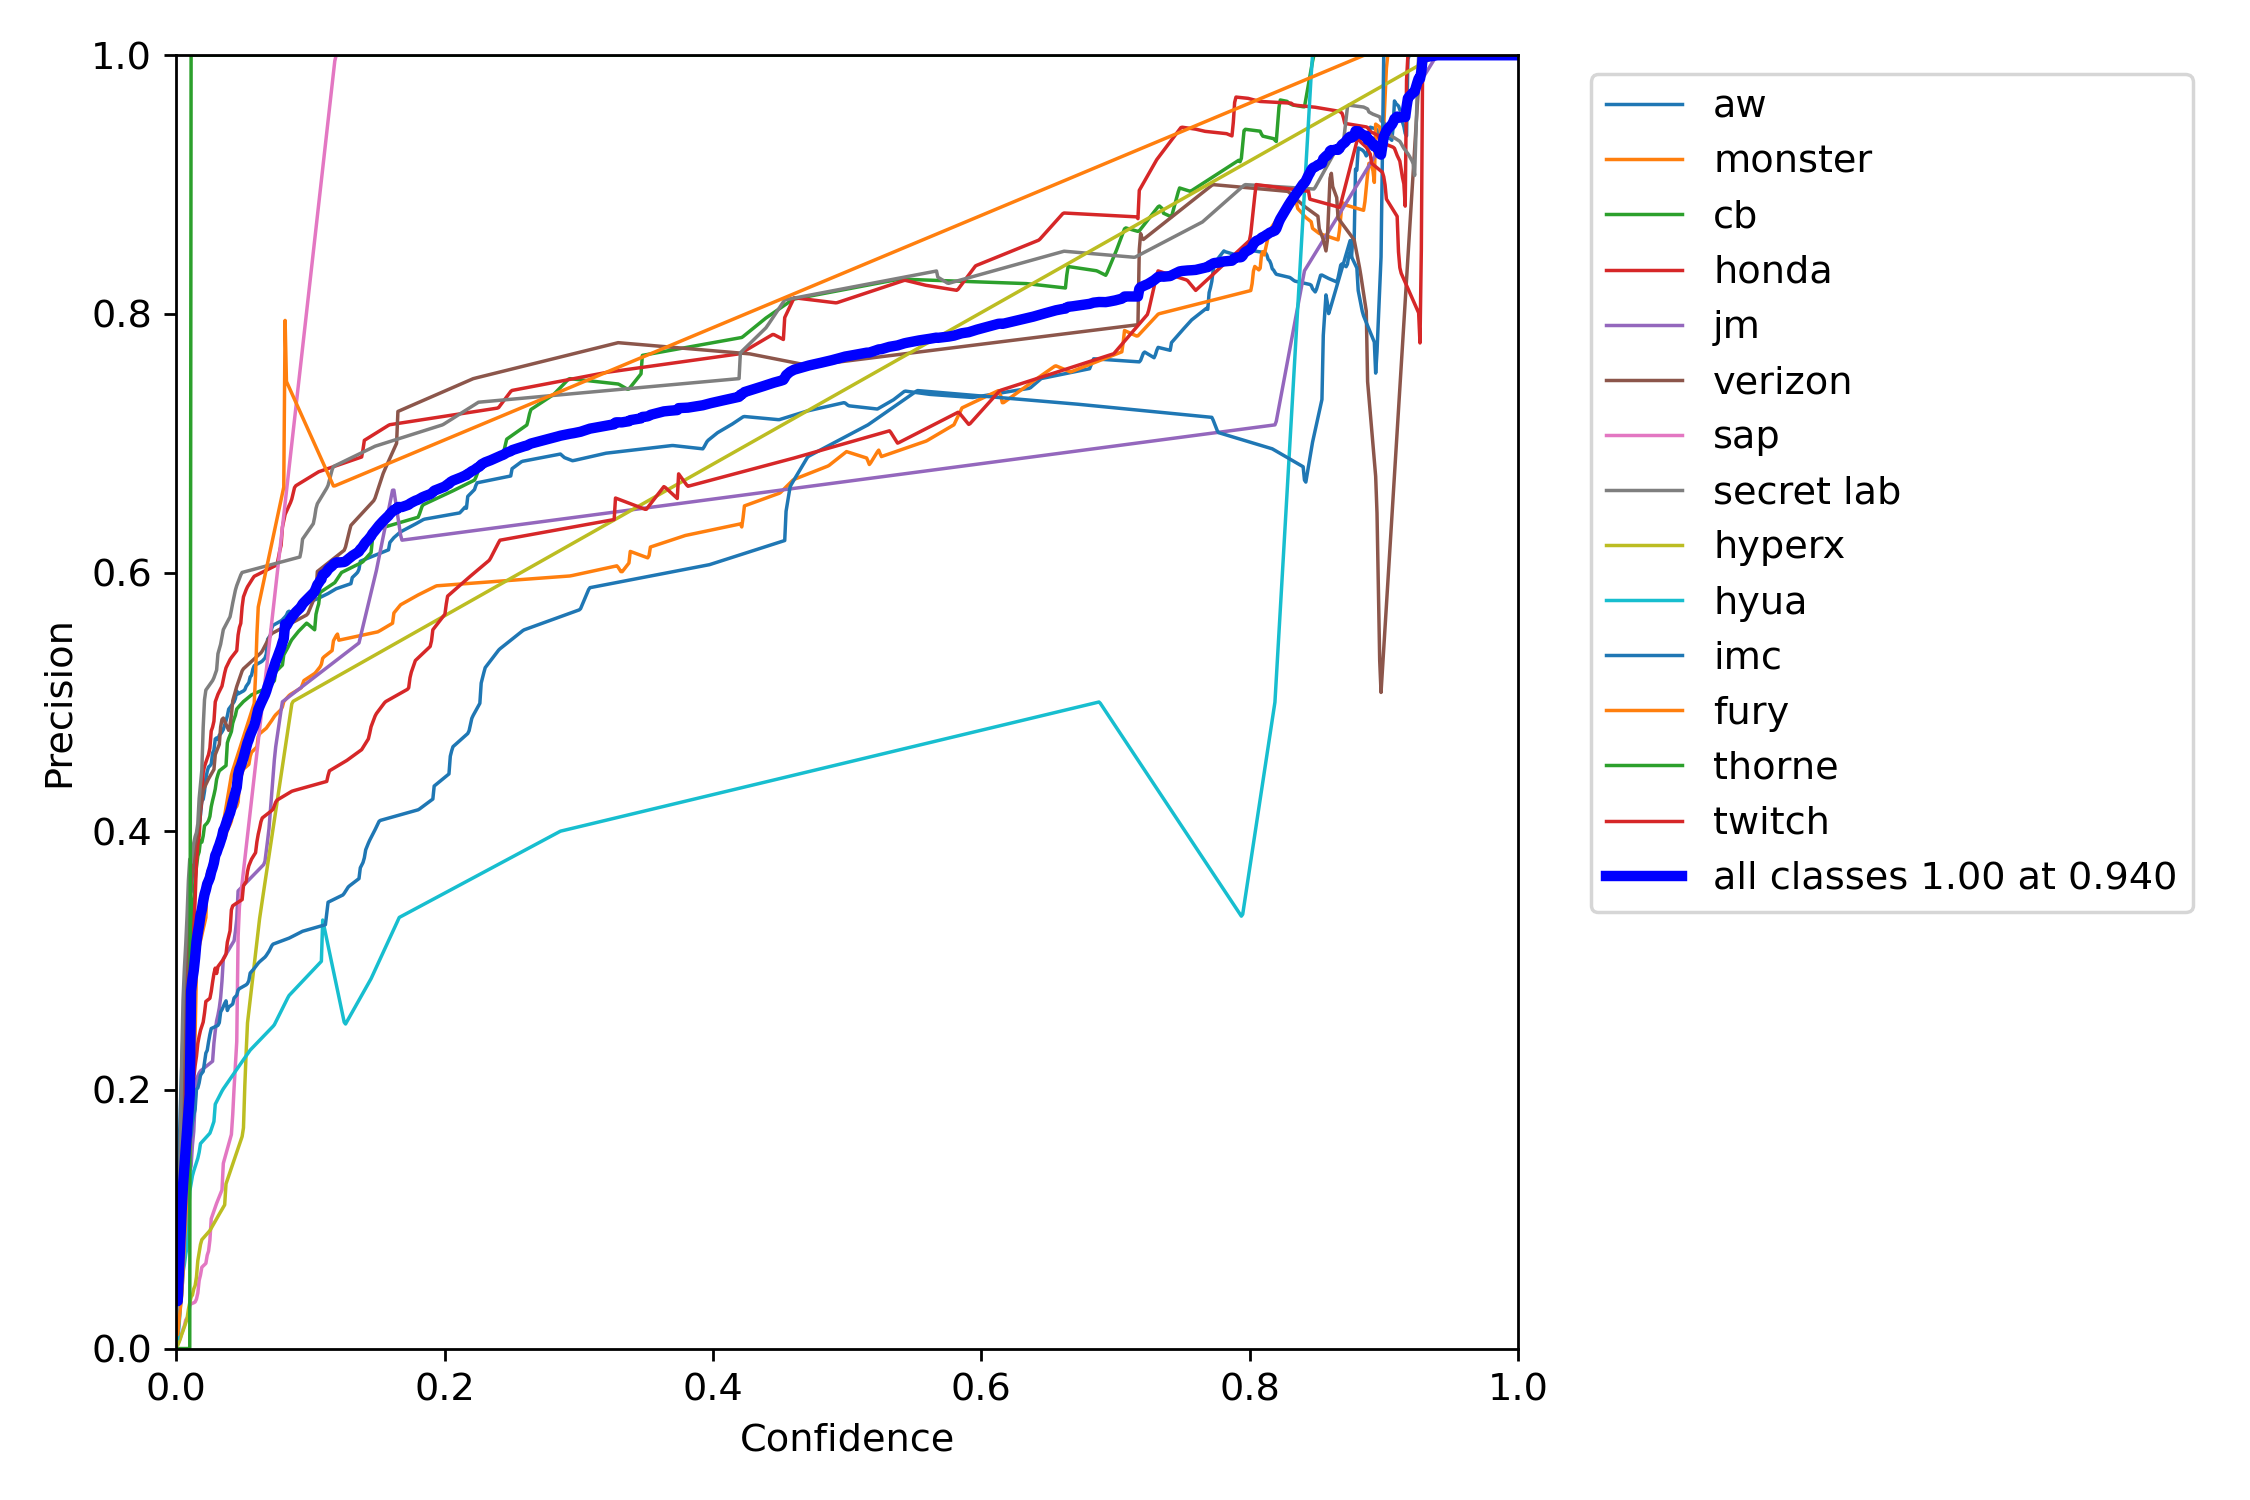 1.0
0.8
0.6
0.4
0.2
0.0
Precision
0.0 0.2 0.4 0.6 0.8 1.0
Confidence
aw
monster
cb
honda
jm
verizon
sap
secret lab
hyperx
hyua
imc
fury
thorne
twitch
all classes 1.00 at 0.940